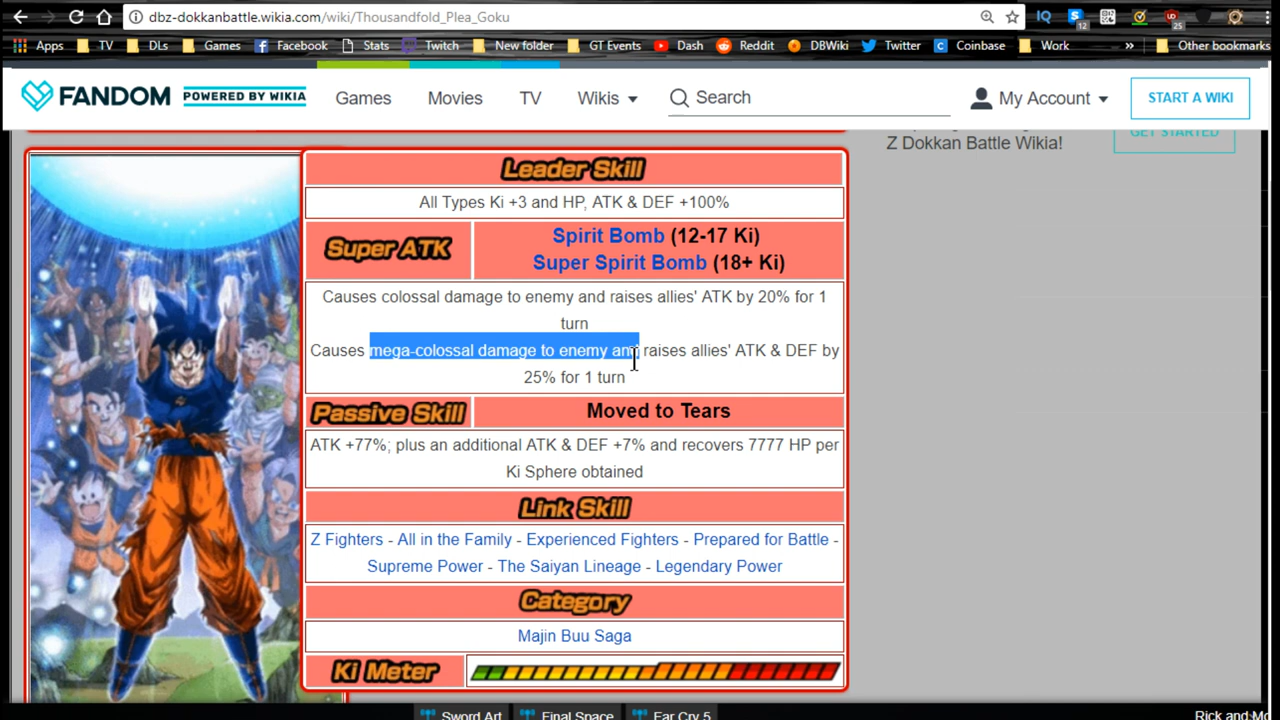 dbz-dokkanbattle.wikia.com/wiki/Thousandfold_Plea_Goku
IQ
12
UD
25
Apps TV DLs Games Facebook Stats Twitch New folder GT Events Dash Reddit DBWiki Twitter Coinbase Work » Other bookmarks
FANDOM POWERED BY WIKIA Games Movies TV Wikis Search My Account START A WIKI
Z Dokkan Battle Wikia!
GET STARTED
Leader Skill
All Types Ki +3 and HP, ATK & DEF +100%
Super ATK
Spirit Bomb (12-17 Ki)
Super Spirit Bomb (18+ Ki)
Causes colossal damage to enemy and raises allies' ATK by 20% for 1
turn
Causes mega-colossal damage to enemy and raises allies' ATK & DEF by
25% for 1 turn
Passive Skill Moved to Tears
ATK +77%; plus an additional ATK & DEF +7% and recovers 7777 HP per
Ki Sphere obtained
Link Skill
Z Fighters - All in the Family - Experienced Fighters - Prepared for Battle -
Supreme Power - The Saiyan Lineage - Legendary Power
Category
Majin Buu Saga
Ki Meter
Sword Art Final Space Far Cry 5 Rick and Mo